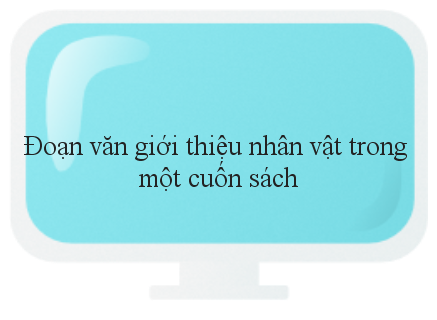 Đoạn văn giới thiệu nhân vật trong
một cuốn sách